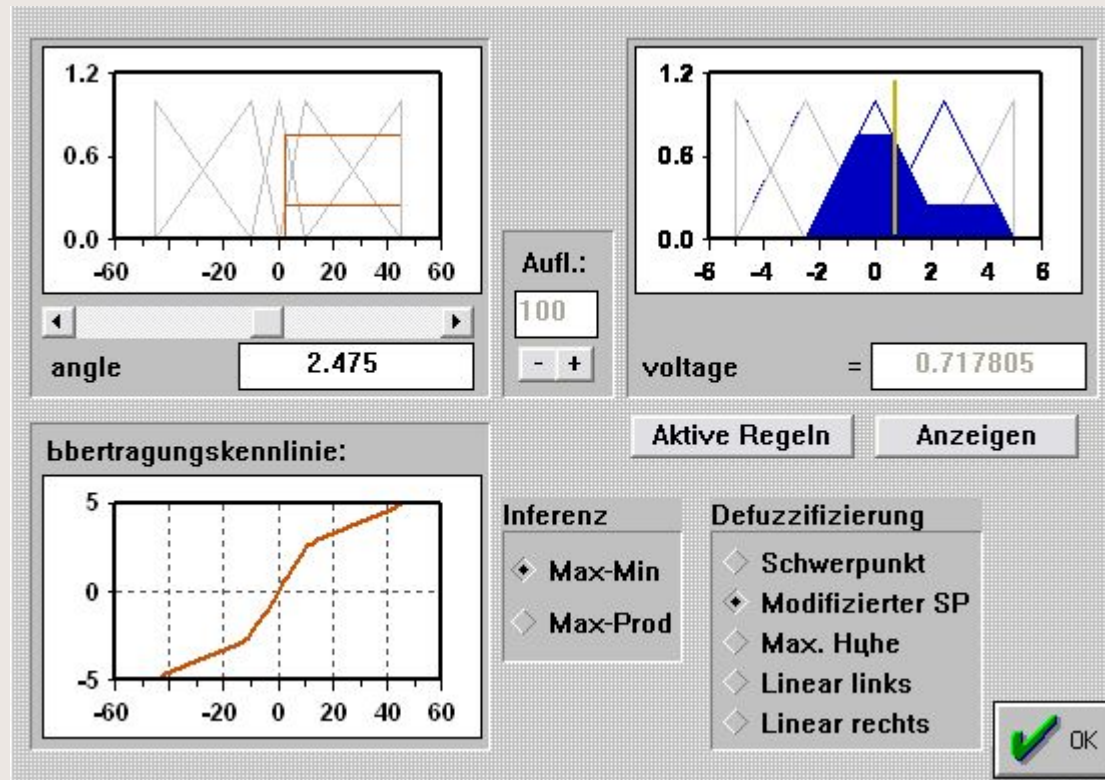 1.2
0.6
0.0
-60 -20 0 20 60
angle 2.475
Aufl.:
100
- +
1.2
0.6
0.0
-6 -4 -2 0 2 4 6
voltage = 0.717805
Aktive Regeln Anzeigen
Ьbertragungskennlinie:
5
0
-5
-60 -20 0 20 40 60
Inferenz
Max-Min
Max-Prod
Defuzzifizierung
Schwerpunkt
Modifizierter SP
Max. Hцhe
Linear links
Linear rechts
OK